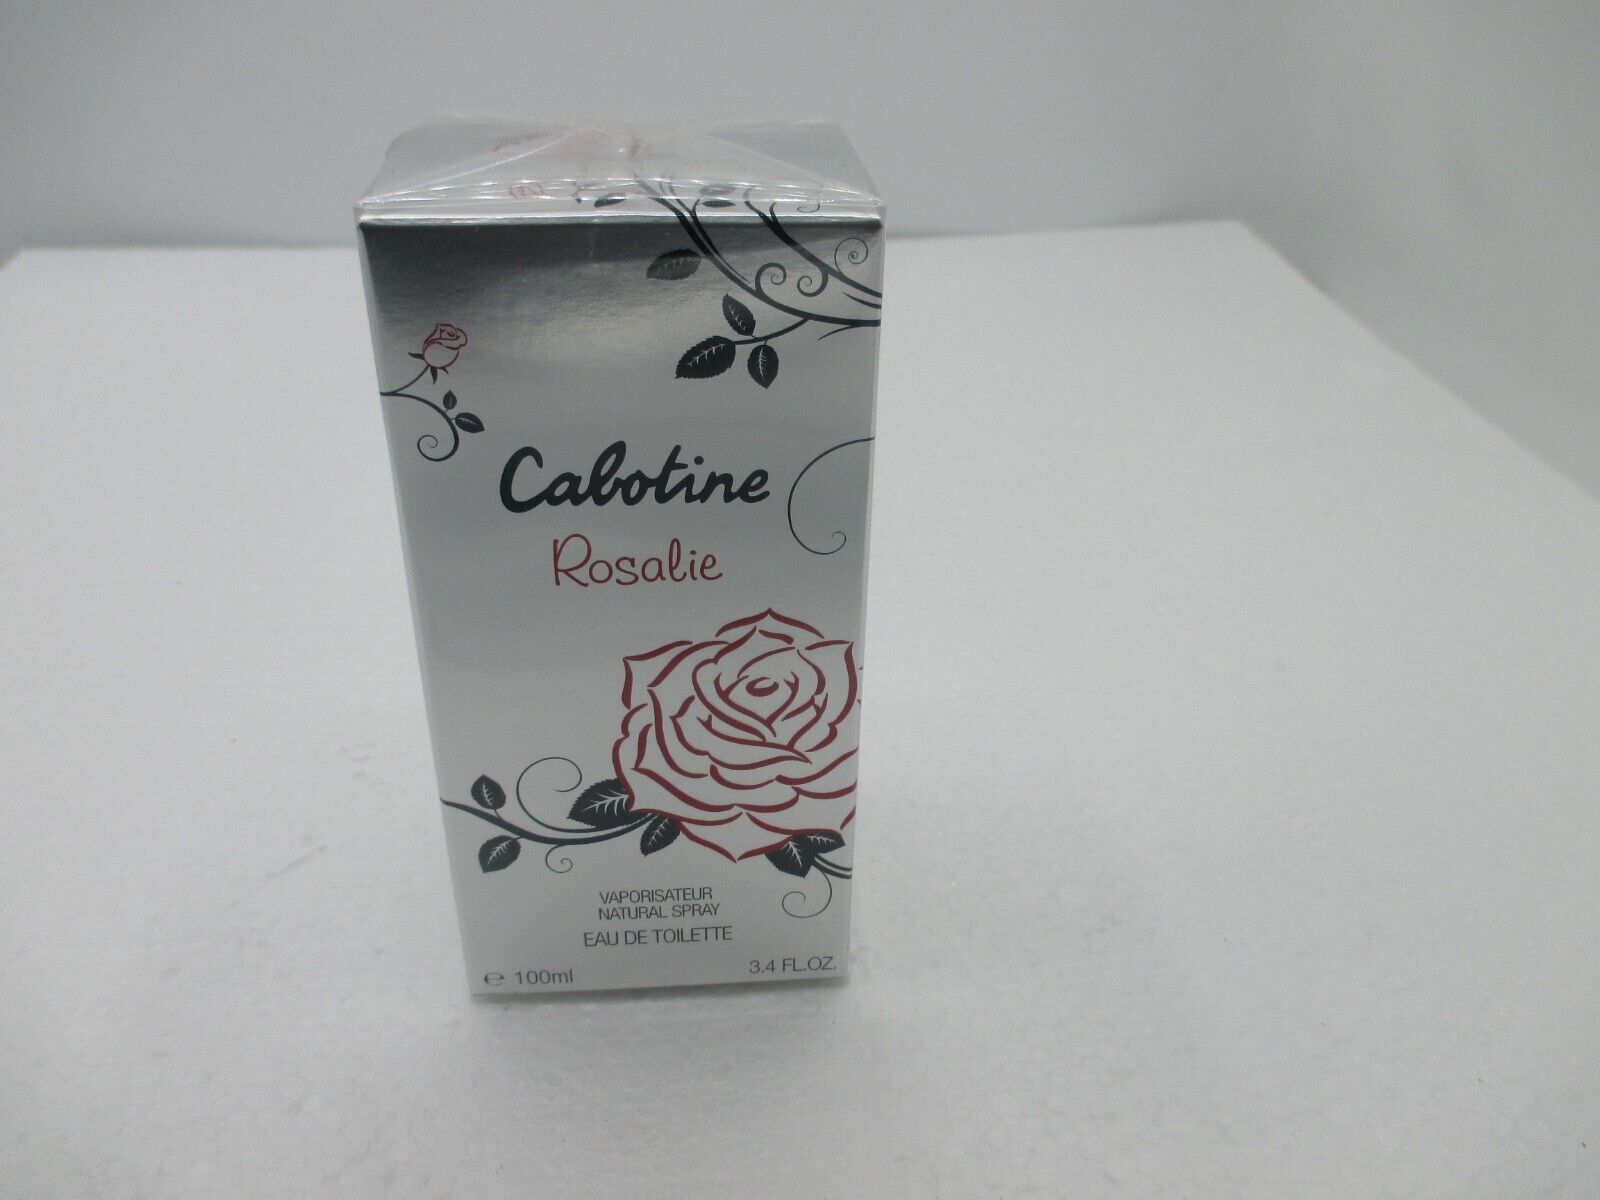 Cabotine
Rosalie
VAPORISATEUR
NATURAL SPRAY
EAU DE TOILETTE
℮ 100ml
3.4 FL.OZ.